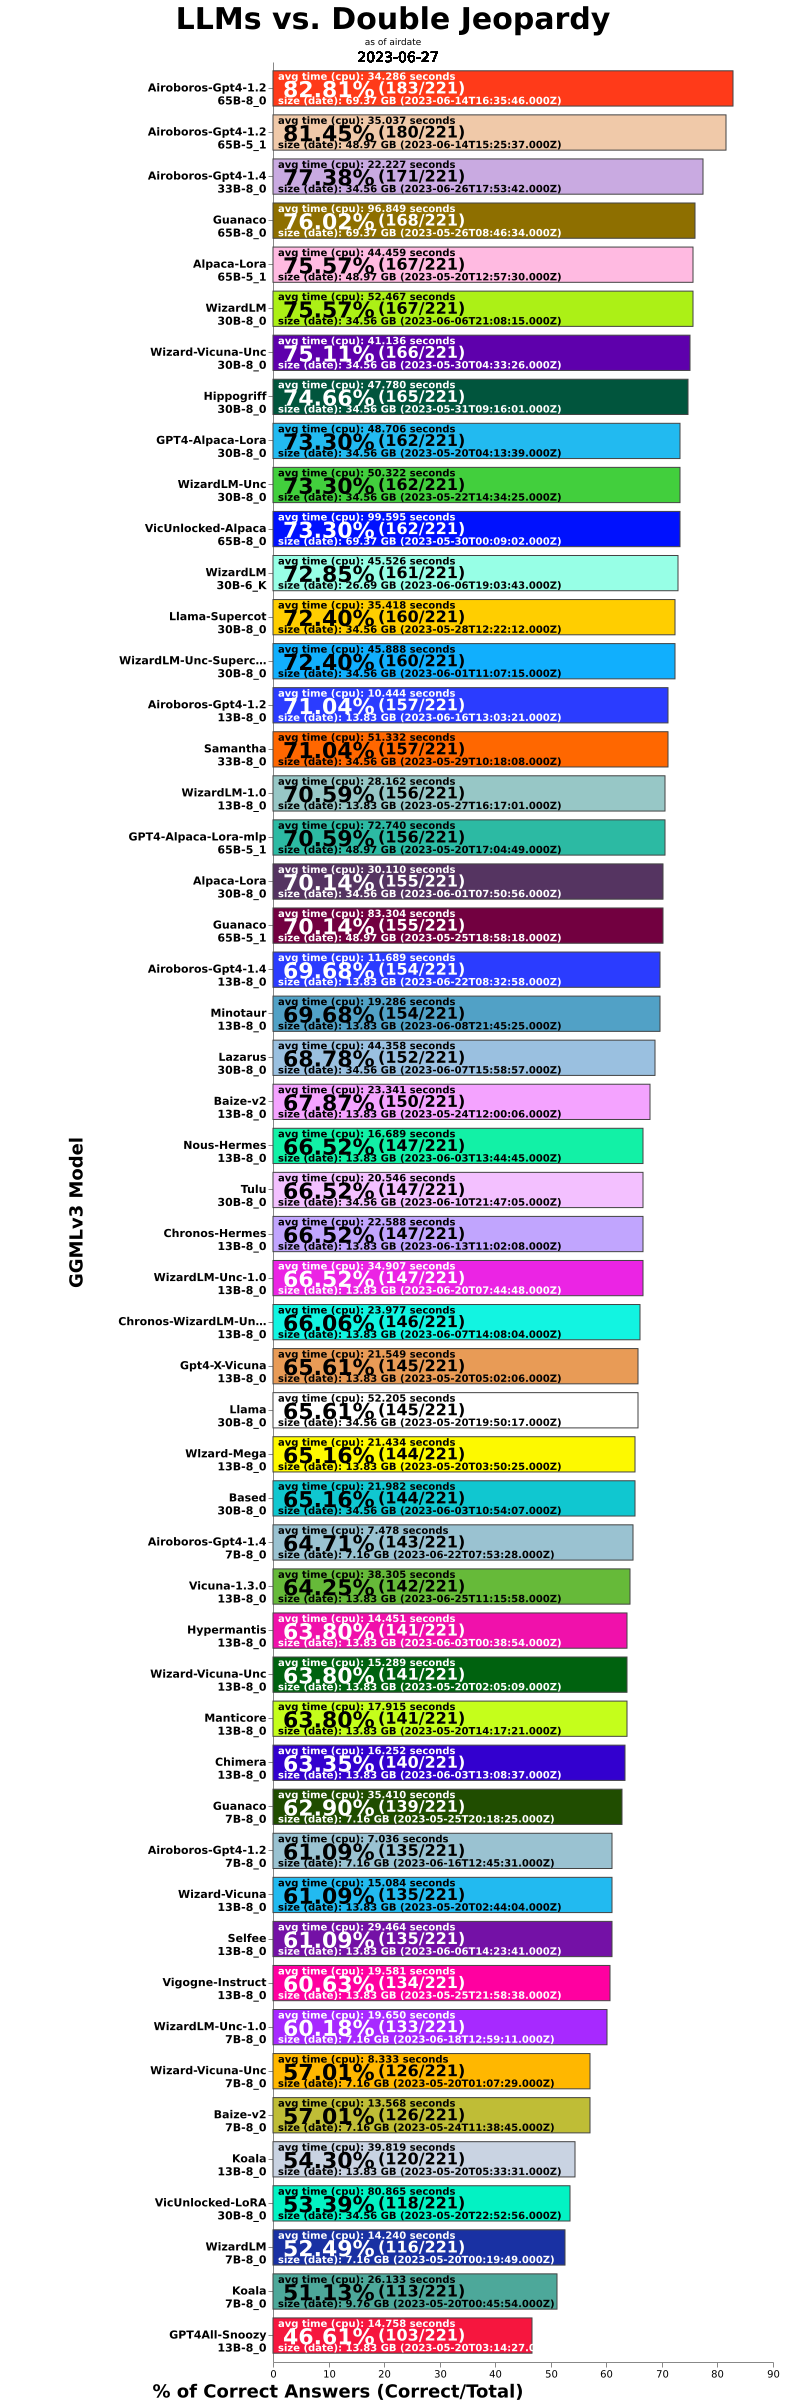 LLMs vs. Double Jeopardy
as of airdate
2023-06-27
Airoboros-Gpt4-1.2
65B-8_0
avg time (cpu): 34.286 seconds
82.81% (183/221)
size (date): 69.37 GB (2023-06-14T16:35:46.000Z)
Airoboros-Gpt4-1.2
65B-5_1
avg time (cpu): 35.037 seconds
81.45% (180/221)
size (date): 48.97 GB (2023-06-14T15:25:37.000Z)
Airoboros-Gpt4-1.4
33B-8_0
avg time (cpu): 22.227 seconds
77.38% (171/221)
size (date): 34.56 GB (2023-06-26T17:53:42.000Z)
Guanaco
65B-8_0
avg time (cpu): 96.849 seconds
76.02% (168/221)
size (date): 69.37 GB (2023-05-26T08:46:34.000Z)
Alpaca-Lora
65B-5_1
avg time (cpu): 44.459 seconds
75.57% (167/221)
size (date): 48.97 GB (2023-05-20T12:57:30.000Z)
WizardLM
30B-8_0
avg time (cpu): 52.467 seconds
75.57% (167/221)
size (date): 34.56 GB (2023-06-06T21:08:15.000Z)
Wizard-Vicuna-Unc
30B-8_0
avg time (cpu): 41.136 seconds
75.11% (166/221)
size (date): 34.56 GB (2023-05-30T04:33:26.000Z)
Hippogriff
30B-8_0
avg time (cpu): 47.780 seconds
74.66% (165/221)
size (date): 34.56 GB (2023-05-31T09:16:01.000Z)
GPT4-Alpaca-Lora
30B-8_0
avg time (cpu): 48.706 seconds
73.30% (162/221)
size (date): 34.56 GB (2023-05-20T04:13:39.000Z)
WizardLM-Unc
30B-8_0
avg time (cpu): 50.322 seconds
73.30% (162/221)
size (date): 34.56 GB (2023-05-22T14:34:25.000Z)
VicUnlocked-Alpaca
65B-8_0
avg time (cpu): 99.595 seconds
73.30% (162/221)
size (date): 69.37 GB (2023-05-30T00:09:02.000Z)
WizardLM
30B-6_K
avg time (cpu): 45.526 seconds
72.85% (161/221)
size (date): 26.69 GB (2023-06-06T19:03:43.000Z)
Llama-Supercot
30B-8_0
avg time (cpu): 35.418 seconds
72.40% (160/221)
size (date): 34.56 GB (2023-05-28T12:22:12.000Z)
WizardLM-Unc-Superc...
30B-8_0
avg time (cpu): 45.888 seconds
72.40% (160/221)
size (date): 34.56 GB (2023-06-01T11:07:15.000Z)
Airoboros-Gpt4-1.2
13B-8_0
avg time (cpu): 10.444 seconds
71.04% (157/221)
size (date): 13.83 GB (2023-06-16T13:03:21.000Z)
Samantha
33B-8_0
avg time (cpu): 51.332 seconds
71.04% (157/221)
size (date): 34.56 GB (2023-05-29T10:18:08.000Z)
WizardLM-1.0
13B-8_0
avg time (cpu): 28.162 seconds
70.59% (156/221)
size (date): 13.83 GB (2023-05-27T16:17:01.000Z)
GPT4-Alpaca-Lora-mlp
65B-5_1
avg time (cpu): 72.740 seconds
70.59% (156/221)
size (date): 48.97 GB (2023-05-20T17:04:49.000Z)
Alpaca-Lora
30B-8_0
avg time (cpu): 30.110 seconds
70.14% (155/221)
size (date): 34.56 GB (2023-06-01T07:50:56.000Z)
Guanaco
65B-5_1
avg time (cpu): 83.304 seconds
70.14% (155/221)
size (date): 48.97 GB (2023-05-25T18:58:18.000Z)
Airoboros-Gpt4-1.4
13B-8_0
avg time (cpu): 11.689 seconds
69.68% (154/221)
size (date): 13.83 GB (2023-06-22T08:32:58.000Z)
Minotaur
13B-8_0
avg time (cpu): 19.286 seconds
69.68% (154/221)
size (date): 13.83 GB (2023-06-08T21:45:25.000Z)
Lazarus
30B-8_0
avg time (cpu): 44.358 seconds
68.78% (152/221)
size (date): 34.56 GB (2023-06-07T15:58:57.000Z)
Baize-v2
13B-8_0
avg time (cpu): 23.341 seconds
67.87% (150/221)
size (date): 13.83 GB (2023-05-24T12:00:06.000Z)
Nous-Hermes
13B-8_0
avg time (cpu): 16.689 seconds
66.52% (147/221)
size (date): 13.83 GB (2023-06-03T13:44:45.000Z)
Tulu
30B-8_0
avg time (cpu): 20.546 seconds
66.52% (147/221)
size (date): 34.56 GB (2023-06-10T21:47:05.000Z)
Chronos-Hermes
13B-8_0
avg time (cpu): 22.588 seconds
66.52% (147/221)
size (date): 13.83 GB (2023-06-13T11:02:08.000Z)
WizardLM-Unc-1.0
13B-8_0
avg time (cpu): 34.907 seconds
66.52% (147/221)
size (date): 13.83 GB (2023-06-20T07:44:48.000Z)
Chronos-WizardLM-Un...
13B-8_0
avg time (cpu): 23.977 seconds
66.06% (146/221)
size (date): 13.83 GB (2023-06-07T14:08:04.000Z)
Gpt4-X-Vicuna
13B-8_0
avg time (cpu): 21.549 seconds
65.61% (145/221)
size (date): 13.83 GB (2023-05-20T05:02:06.000Z)
Llama
30B-8_0
avg time (cpu): 52.205 seconds
65.61% (145/221)
size (date): 34.56 GB (2023-05-20T19:50:17.000Z)
WIzard-Mega
13B-8_0
avg time (cpu): 21.434 seconds
65.16% (144/221)
size (date): 13.83 GB (2023-05-20T03:50:25.000Z)
Based
30B-8_0
avg time (cpu): 21.982 seconds
65.16% (144/221)
size (date): 34.56 GB (2023-06-03T10:54:07.000Z)
Airoboros-Gpt4-1.4
7B-8_0
avg time (cpu): 7.478 seconds
64.71% (143/221)
size (date): 7.16 GB (2023-06-22T07:53:28.000Z)
Vicuna-1.3.0
13B-8_0
avg time (cpu): 38.305 seconds
64.25% (142/221)
size (date): 13.83 GB (2023-06-25T11:15:58.000Z)
Hypermantis
13B-8_0
avg time (cpu): 14.451 seconds
63.80% (141/221)
size (date): 13.83 GB (2023-06-03T00:38:54.000Z)
Wizard-Vicuna-Unc
13B-8_0
avg time (cpu): 15.289 seconds
63.80% (141/221)
size (date): 13.83 GB (2023-05-20T02:05:09.000Z)
Manticore
13B-8_0
avg time (cpu): 17.915 seconds
63.80% (141/221)
size (date): 13.83 GB (2023-05-20T14:17:21.000Z)
Chimera
13B-8_0
avg time (cpu): 16.252 seconds
63.35% (140/221)
size (date): 13.83 GB (2023-06-03T13:08:37.000Z)
Guanaco
7B-8_0
avg time (cpu): 35.410 seconds
62.90% (139/221)
size (date): 7.16 GB (2023-05-25T20:18:25.000Z)
Airoboros-Gpt4-1.2
7B-8_0
avg time (cpu): 7.036 seconds
61.09% (135/221)
size (date): 7.16 GB (2023-06-16T12:45:31.000Z)
Wizard-Vicuna
13B-8_0
avg time (cpu): 15.084 seconds
61.09% (135/221)
size (date): 13.83 GB (2023-05-20T02:44:04.000Z)
Selfee
13B-8_0
avg time (cpu): 29.464 seconds
61.09% (135/221)
size (date): 13.83 GB (2023-06-06T14:23:41.000Z)
Vigogne-Instruct
13B-8_0
avg time (cpu): 19.581 seconds
60.63% (134/221)
size (date): 13.83 GB (2023-05-25T21:58:38.000Z)
WizardLM-Unc-1.0
7B-8_0
avg time (cpu): 19.650 seconds
60.18% (133/221)
size (date): 7.16 GB (2023-06-18T12:59:11.000Z)
Wizard-Vicuna-Unc
7B-8_0
avg time (cpu): 8.333 seconds
57.01% (126/221)
size (date): 7.16 GB (2023-05-20T01:07:29.000Z)
Baize-v2
7B-8_0
avg time (cpu): 13.568 seconds
57.01% (126/221)
size (date): 7.16 GB (2023-05-24T11:38:45.000Z)
Koala
13B-8_0
avg time (cpu): 39.819 seconds
54.30% (120/221)
size (date): 13.83 GB (2023-05-20T05:33:31.000Z)
VicUnlocked-LoRA
30B-8_0
avg time (cpu): 80.865 seconds
53.39% (118/221)
size (date): 34.56 GB (2023-05-20T22:52:56.000Z)
WizardLM
7B-8_0
avg time (cpu): 14.240 seconds
52.49% (116/221)
size (date): 7.16 GB (2023-05-20T00:19:49.000Z)
Koala
7B-8_0
avg time (cpu): 26.133 seconds
51.13% (113/221)
size (date): 9.76 GB (2023-05-20T00:45:54.000Z)
GPT4All-Snoozy
13B-8_0
avg time (cpu): 14.758 seconds
46.61% (103/221)
size (date): 13.83 GB (2023-05-20T03:14:27.0
GGMLv3 Model
0 10 20 30 40 50 60 70 80 90
% of Correct Answers (Correct/Total)